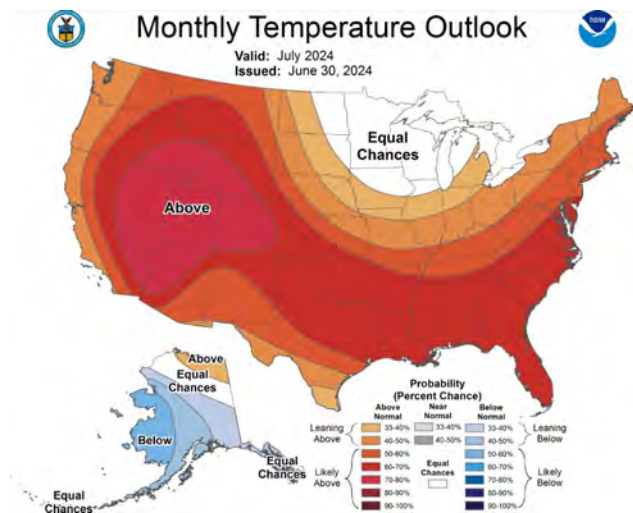 Monthly Temperature Outlook
Valid: July 2024
Issued: June 30, 2024
noaa
Equal
Chances
Above
Above
Equal
Chances
Below
Equal
Chances
Equal
Chances
Probability
(Percent Chance)
Above
Normal
Near
Normal
Below
Normal
Leaning
Above
33-40%
33-40%
33-40%
Leaning
Below
40-50%
40-50%
40-50%
Likely
Above
50-60%
Equal
Chances
50-60%
Likely
Below
60-70%
60-70%
70-80%
70-80%
80-90%
80-90%
90-100%
90-100%